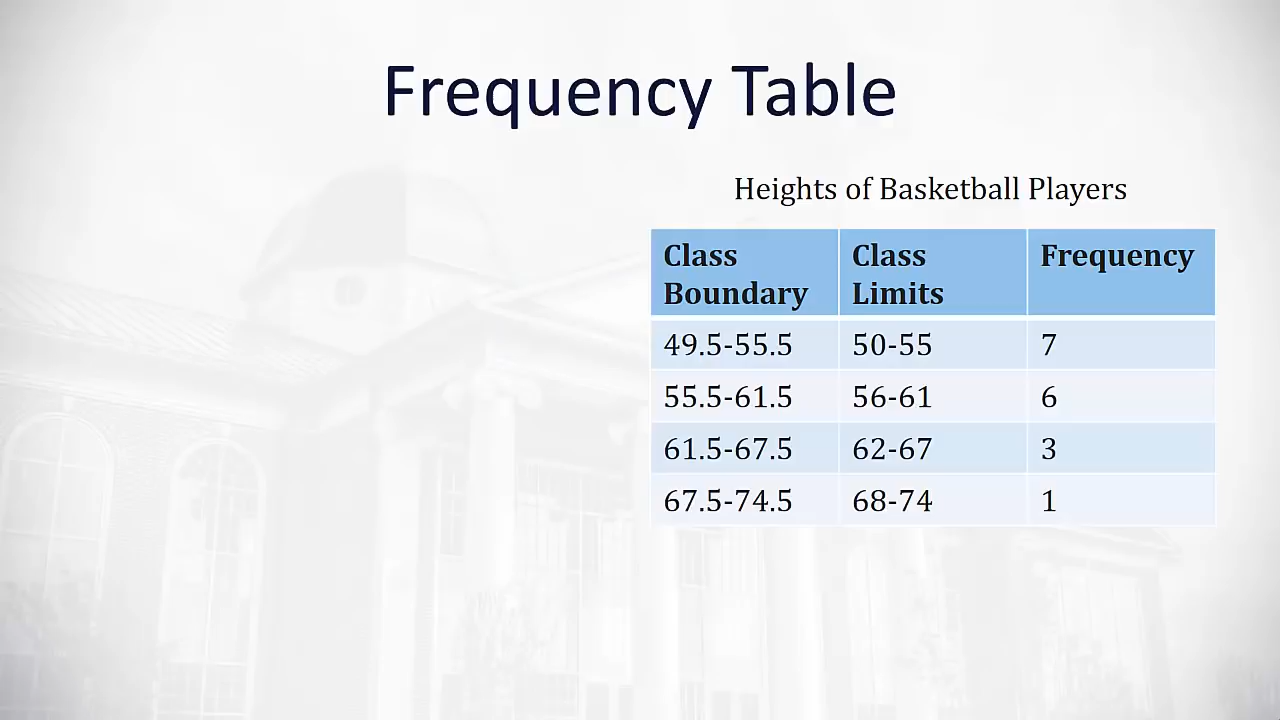 Frequency Table
Heights of Basketball Players
Class Boundary Class Limits Frequency
49.5-55.5 50-55 7
55.5-61.5 56-61 6
61.5-67.5 62-67 3
67.5-74.5 68-74 1